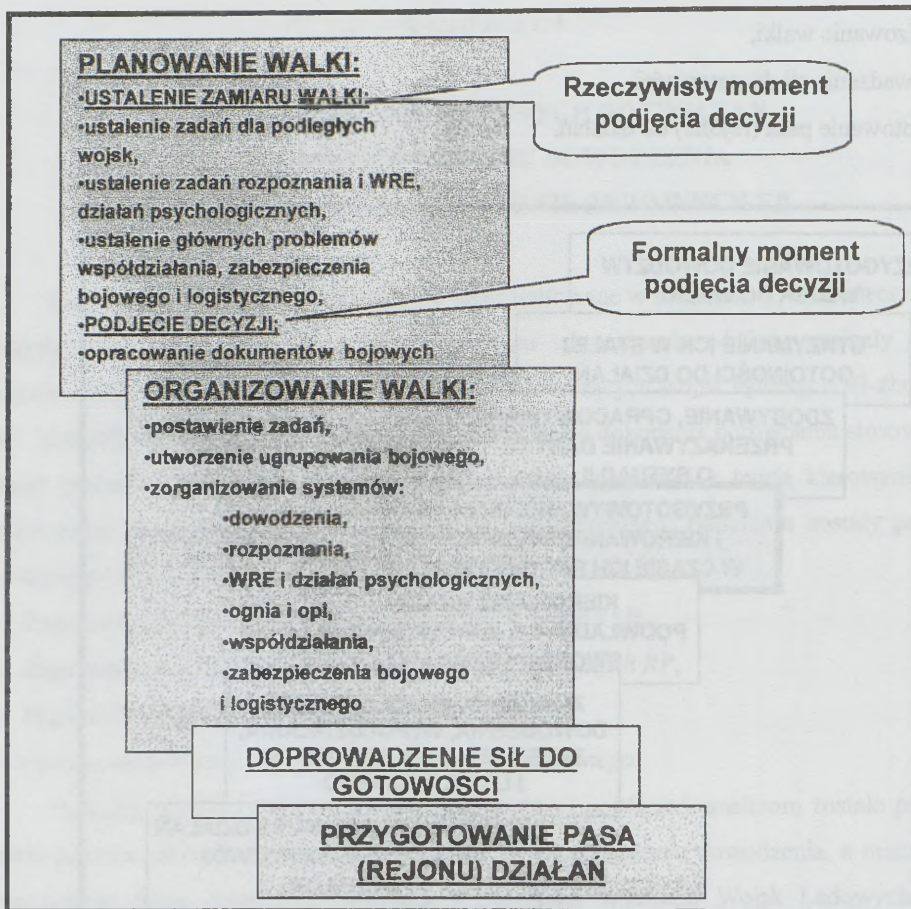 PLANOWANIE WALKI:
•USTALENIE ZAMIARU WALKI:
•ustalenie zadań dla podległych
wojsk,
•ustalenie zadań rozpoznania i WRE,
działań psychologicznych,
•ustalenie głównych problemów
współdziałania, zabezpieczenia
bojowego i logistycznego,
•PODJĘCIE DECYZJI;
•opracowanie dokumentów bojowych
Rzeczywisty moment
podjęcia decyzji
Formalny moment
podjęcia decyzji
ORGANIZOWANIE WALKI:
•postawienie zadań,
•utworzenie ugrupowania bojowego,
•zorganizowanie systemów:
•dowodzenia,
•rozpoznania,
•WRE i działań psychologicznych,
•ognia i opl,
•współdziałania,
•zabezpieczenia bojowego
i logistycznego
DOPROWADZENIE SIŁ DO
GOTOWOŚCI
PRZYGOTOWANIE PASA
(REJONU) DZIAŁAŃ